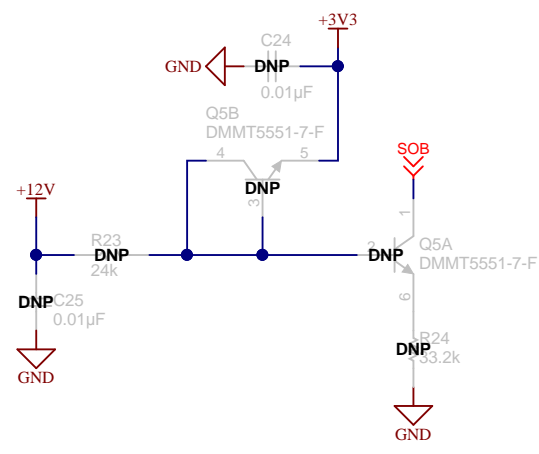 +3V3
C24
GND
DNP
0.01µF
Q5B
DMMT5551-7-F
4
5
DNP
3
SOB
1
+12V
R23
DNP
24k
2
DNP
Q5A
DMMT5551-7-F
DNP
C25
0.01µF
6
GND
R24
DNP
33.2k
GND